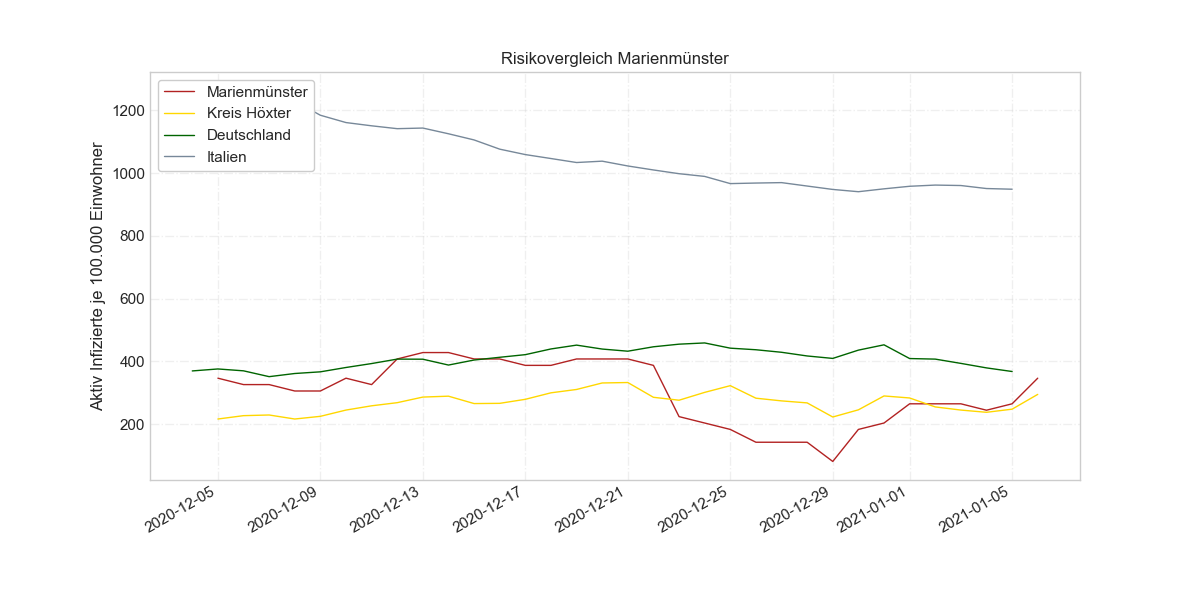 Risikovergleich Marienmünster
Marienmünster
Kreis Höxter
Deutschland
Italien
Aktiv Infizierte je 100.000 Einwohner
1200
1000
800
600
400
200
2020-12-05
2020-12-09
2020-12-13
2020-12-17
2020-12-21
2020-12-25
2020-12-29
2021-01-01
2021-01-05